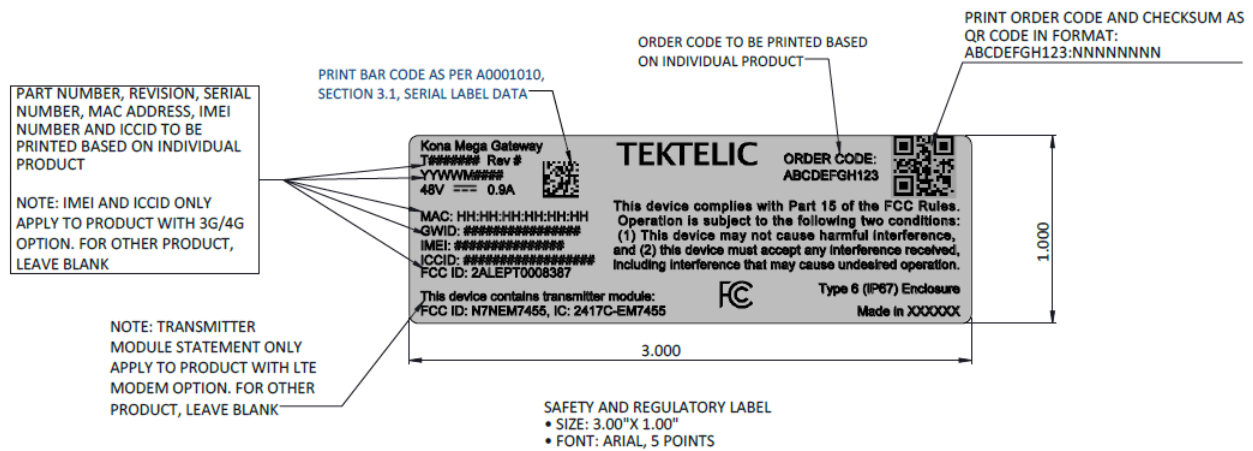 PRINT ORDER CODE AND CHECKSUM AS
QR CODE IN FORMAT:
ABCDEFGH123:NNNNNNNNN
ORDER CODE TO BE PRINTED BASED
ON INDIVIDUAL PRODUCT
PRINT BAR CODE AS PER A0001010,
SECTION 3.1, SERIAL LABEL DATA
PART NUMBER, REVISION, SERIAL
NUMBER, MAC ADDRESS, IMEI
NUMBER AND ICCID TO BE
PRINTED BASED ON INDIVIDUAL
PRODUCT
NOTE: IMEI AND ICCID ONLY
APPLY TO PRODUCT WITH 3G/4G
OPTION. FOR OTHER PRODUCT,
LEAVE BLANK
Kona Mega Gateway
T####### Rev #
YYWWM####
48V 0.9A
MAC: HH:HH:HH:HH:HH:HH
GWID: ################
IMEI: ###############
ICCID: ##################
FCC ID: 2ALEPT0008387
This device contains transmitter module:
FCC ID: N7NEM7455, IC: 2417C-EM7455
TEKTELIC
ORDER CODE:
ABCDEFGH123
This device complies with Part 15 of the FCC Rules.
Operation is subject to the following two conditions:
(1) This device may not cause harmful interference,
and (2) this device must accept any interference received,
including interference that may cause undesired operation.
FC
Type 6 (IP67) Enclosure
Made in XXXXXX
1.000
3.000
NOTE: TRANSMITTER
MODULE STATEMENT ONLY
APPLY TO PRODUCT WITH LTE
MODEM OPTION. FOR OTHER
PRODUCT, LEAVE BLANK
SAFETY AND REGULATORY LABEL
• SIZE: 3.00"X 1.00"
• FONT: ARIAL, 5 POINTS